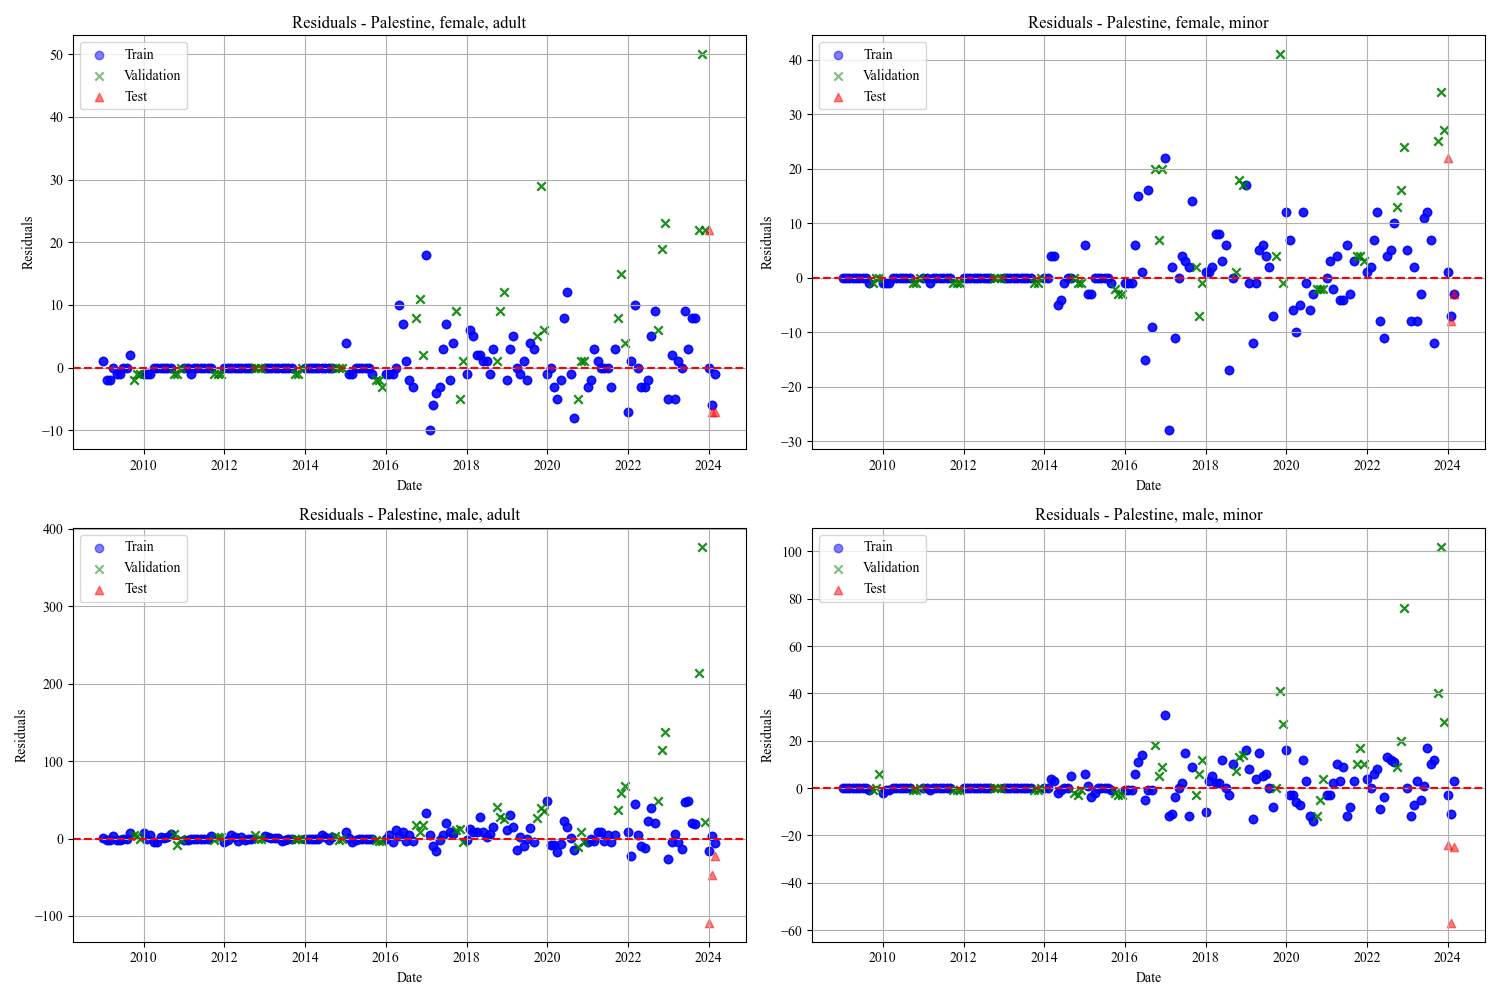 Residuals - Palestine, female, adult
Train
Validation
Test
50
40
30
20
10
0
−10
Residuals
2010 2012 2014 2016 2018 2020 2022 2024
Date
Residuals - Palestine, female, minor
Train
Validation
Test
40
30
20
10
0
−10
−20
−30
Residuals
2010 2012 2014 2016 2018 2020 2022 2024
Date
Residuals - Palestine, male, adult
Train
Validation
Test
400
300
200
100
0
−100
Residuals
2010 2012 2014 2016 2018 2020 2022 2024
Date
Residuals - Palestine, male, minor
Train
Validation
Test
100
80
60
40
20
0
−20
−40
−60
Residuals
2010 2012 2014 2016 2018 2020 2022 2024
Date